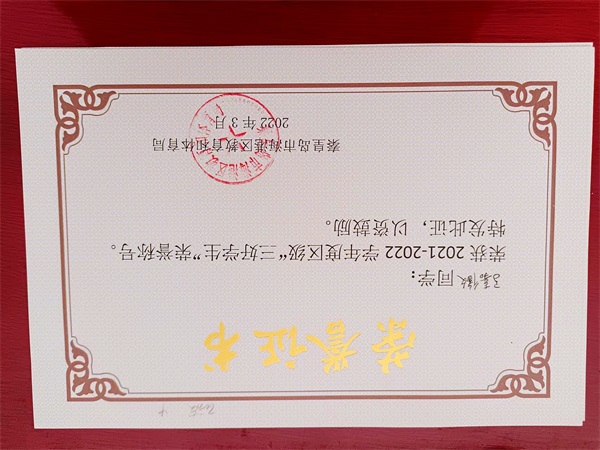 荣誉证书
同学：
荣获 2021-2022 学年度区级“三好学生”荣誉称号。
特发此证，以资鼓励。
秦皇岛市海港区教育和体育局
2022 年 3 月